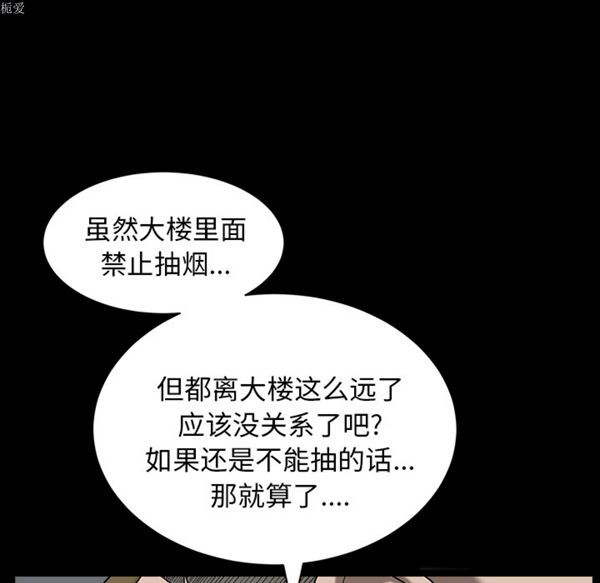 栀爱
虽然大楼里面
禁止抽烟...
但都离大楼这么远了
应该没关系了吧?
如果还是不能抽的话...
那就算了....